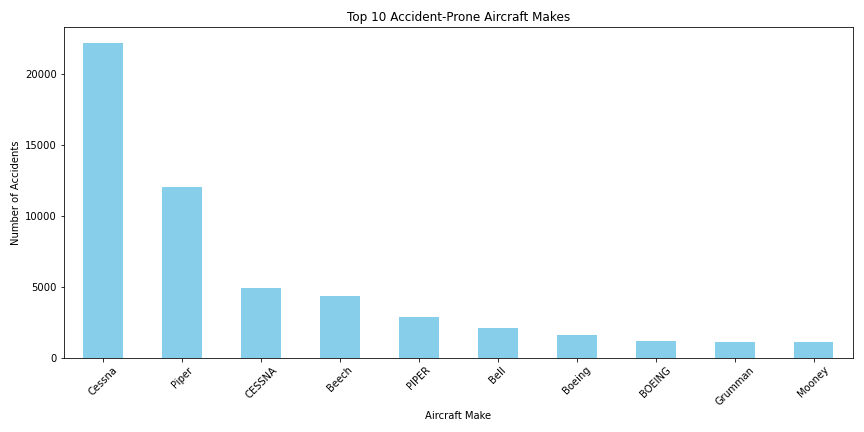 Top 10 Accident-Prone Aircraft Makes
Number of Accidents
20000
15000
10000
5000
0
Cessna
Piper
CESSNA
Beech
PIPER
Bell
Boeing
BOEING
Grumman
Mooney
Aircraft Make